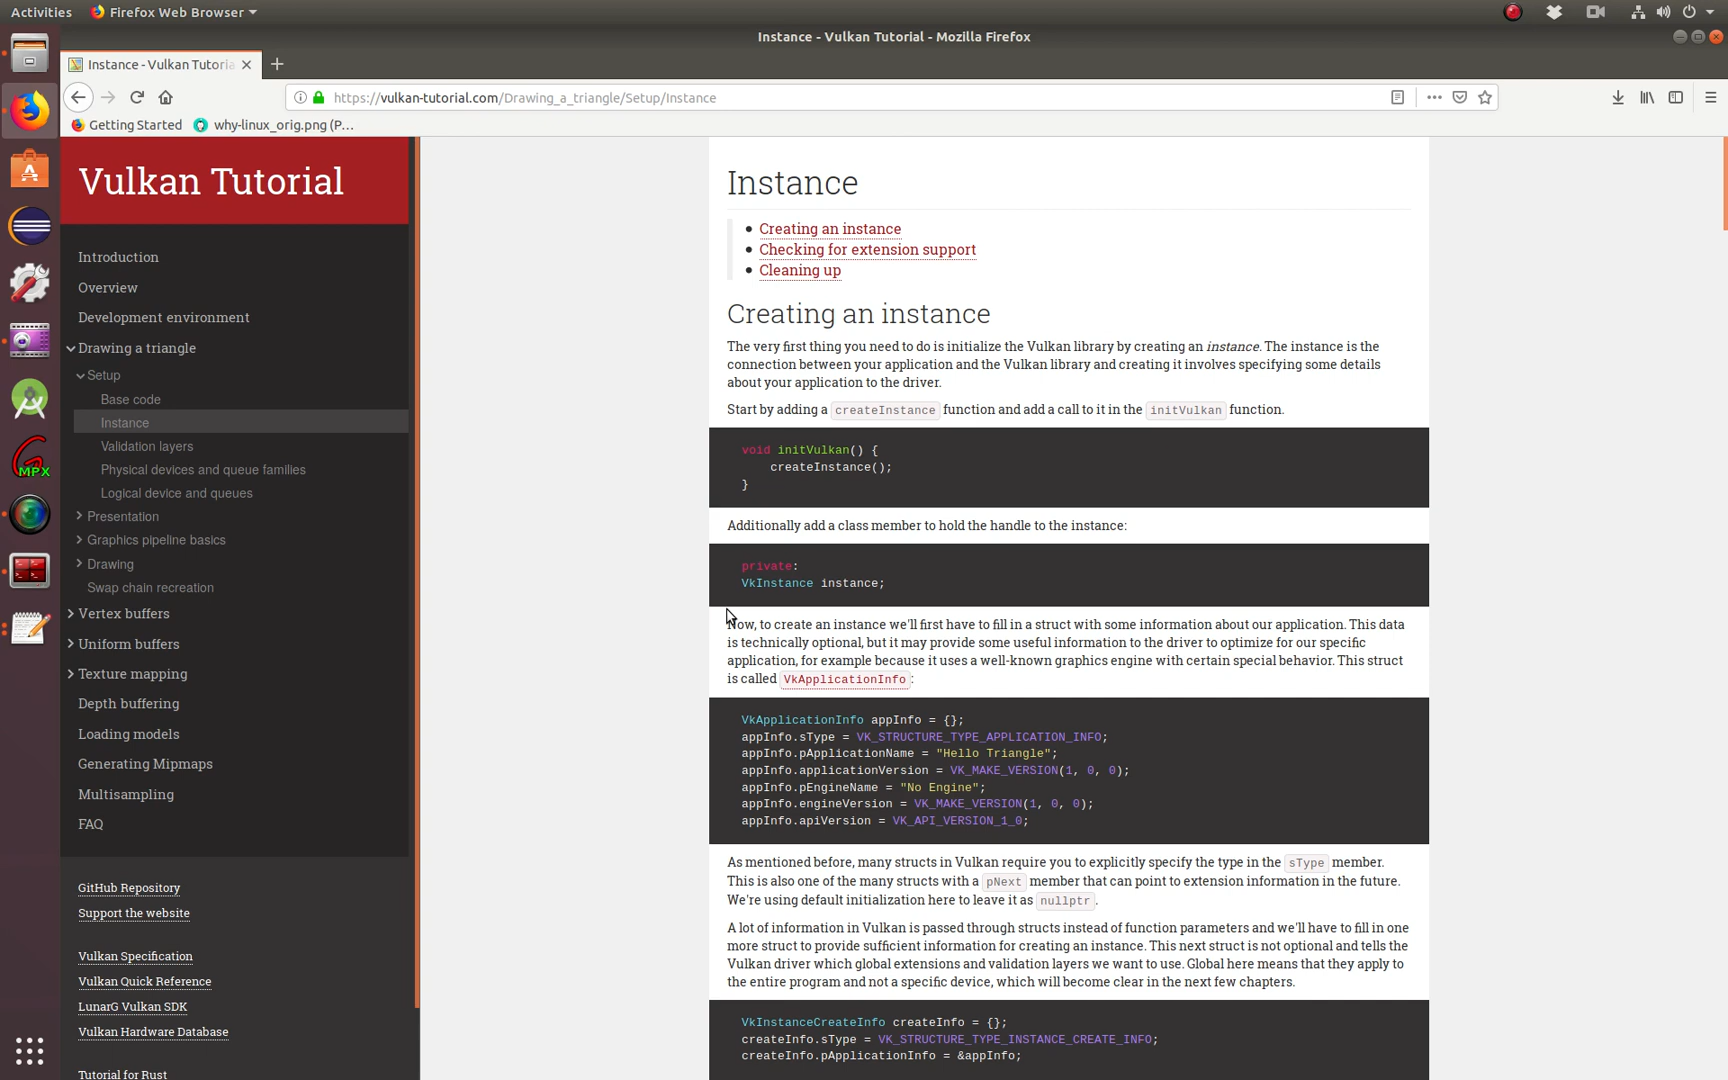 Activities
Firefox Web Browser
Instance - Vulkan Tutorial - Mozilla Firefox
Instance - Vulkan Tutoria
https://vulkan-tutorial.com/Drawing_a_triangle/Setup/Instance
Getting Started
why-linux_orig.png (P...
Vulkan Tutorial
Introduction
Overview
Development environment
Drawing a triangle
Setup
Base code
Instance
Validation layers
Physical devices and queue families
Logical device and queues
Presentation
Graphics pipeline basics
Drawing
Swap chain recreation
Vertex buffers
Uniform buffers
Texture mapping
Depth buffering
Loading models
Generating Mipmaps
Multisampling
FAQ
GitHub Repository
Support the website
Vulkan Specification
Vulkan Quick Reference
LunarG Vulkan SDK
Vulkan Hardware Database
Tutorial for Rust
MPX
Instance
Creating an instance
Checking for extension support
Cleaning up
Creating an instance
The very first thing you need to do is initialize the Vulkan library by creating an instance. The instance is the
connection between your application and the Vulkan library and creating it involves specifying some details
about your application to the driver.
Start by adding a createInstance function and add a call to it in the initVulkan function.
void initVulkan() {
createInstance();
}
Additionally add a class member to hold the handle to the instance:
private:
VkInstance instance;
Now, to create an instance we'll first have to fill in a struct with some information about our application. This data
is technically optional, but it may provide some useful information to the driver to optimize for our specific
application, for example because it uses a well-known graphics engine with certain special behavior. This struct
is called VkApplicationInfo:
VkApplicationInfo appInfo = {};
appInfo.sType = VK_STRUCTURE_TYPE_APPLICATION_INFO;
appInfo.pApplicationName = "Hello Triangle";
appInfo.applicationVersion = VK_MAKE_VERSION(1, 0, 0);
appInfo.pEngineName = "No Engine";
appInfo.engineVersion = VK_MAKE_VERSION(1, 0, 0);
appInfo.apiVersion = VK_API_VERSION_1_0;
As mentioned before, many structs in Vulkan require you to explicitly specify the type in the sType member.
This is also one of the many structs with a pNext member that can point to extension information in the future.
We're using default initialization here to leave it as nullptr.
A lot of information in Vulkan is passed through structs instead of function parameters and we'll have to fill in one
more struct to provide sufficient information for creating an instance. This next struct is not optional and tells the
Vulkan driver which global extensions and validation layers we want to use. Global here means that they apply to
the entire program and not a specific device, which will become clear in the next few chapters.
VkInstanceCreateInfo createInfo = {};
createInfo.sType = VK_STRUCTURE_TYPE_INSTANCE_CREATE_INFO;
createInfo.pApplicationInfo = &appInfo;